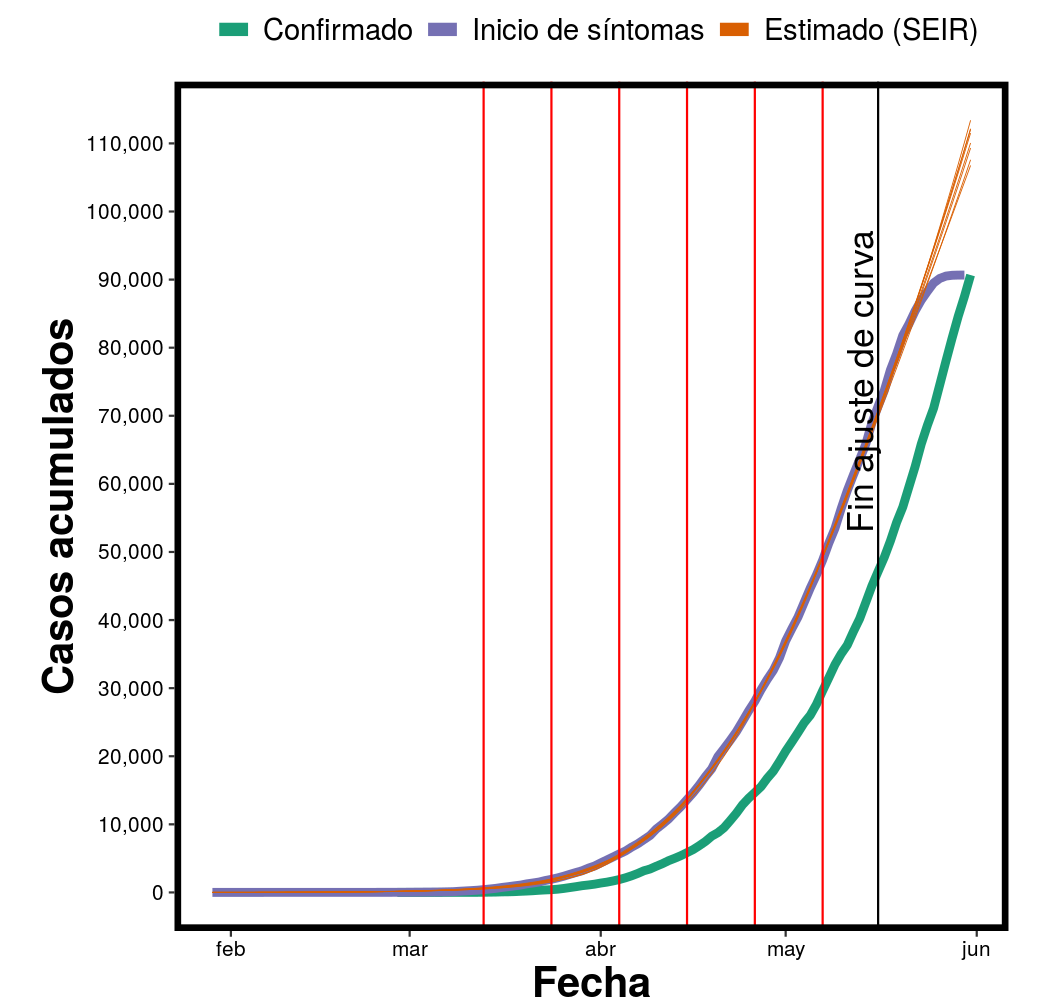 Confirmado Inicio de síntomas Estimado (SEIR)
Casos acumulados
110,000
100,000
90,000
80,000
70,000
60,000
50,000
40,000
30,000
20,000
10,000
0
Fin ajuste de curva
feb mar abr may jun
Fecha